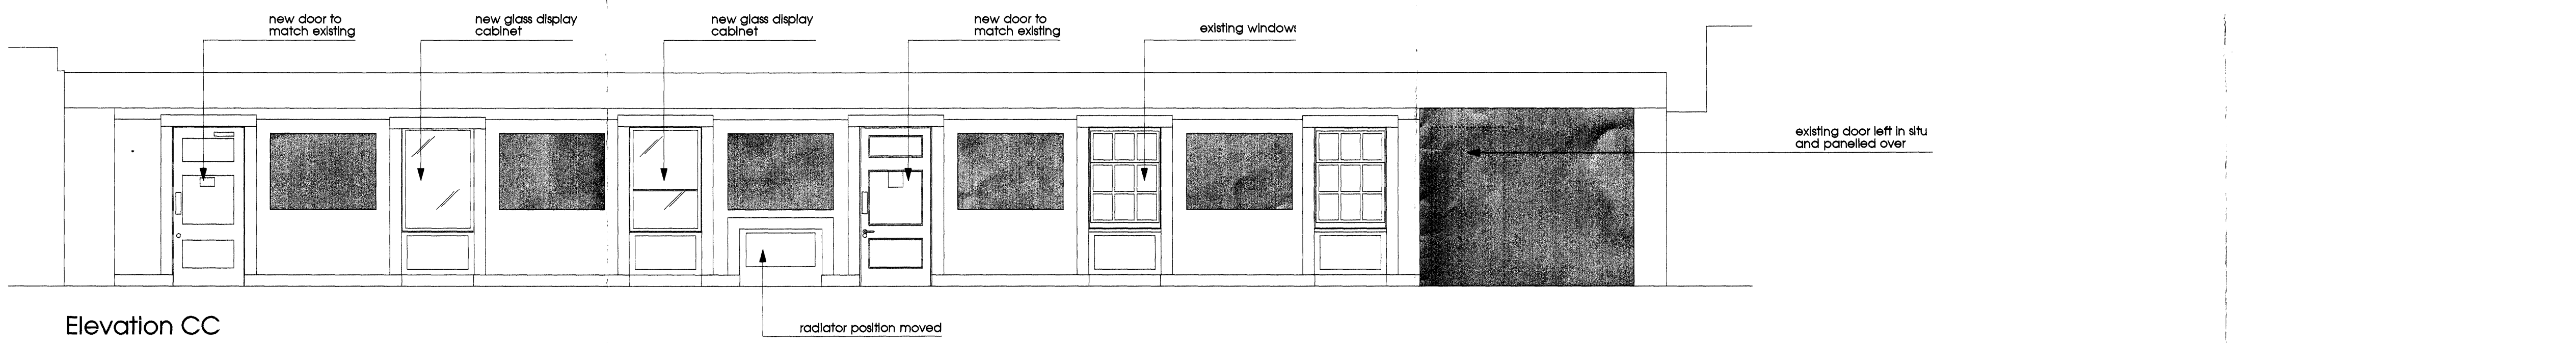 new door to
match existing
new glass display
cabinet
new glass display
cabinet
new door to
match existing
existing windows
existing door left in situ
and panelled over
radiator position moved
Elevation CC